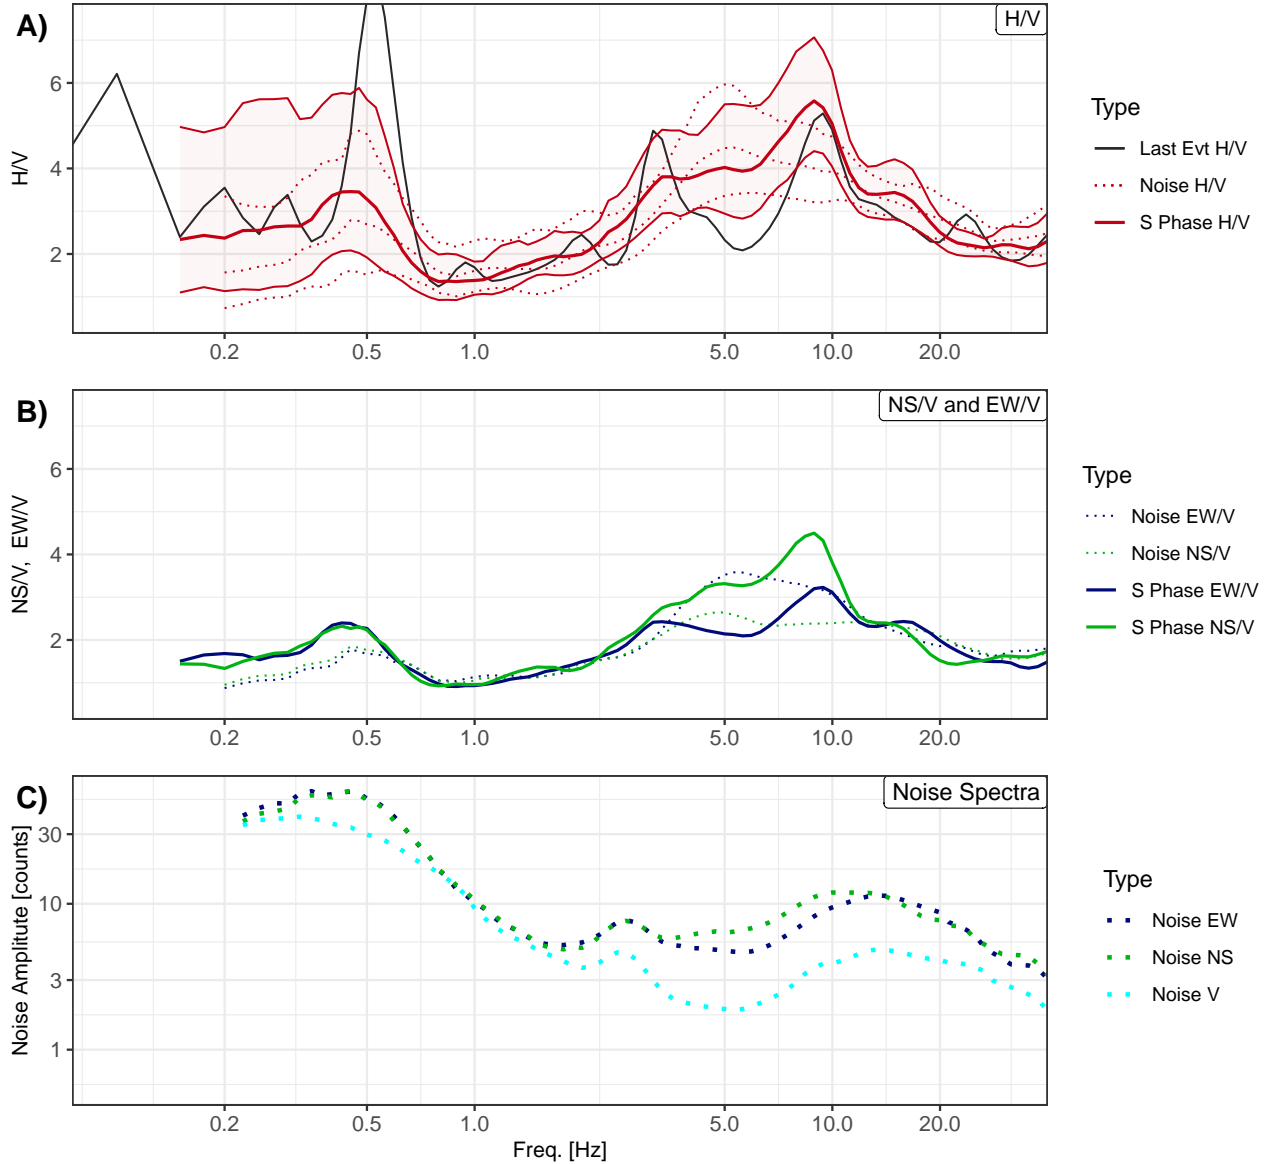 A)
H/V
6
4
2
H/V
0.2 0.5 1.0 5.0 10.0 20.0
Type
Last Evt H/V
Noise H/V
S Phase H/V
B)
NS/V and EW/V
6
4
2
NS/V, EW/V
0.2 0.5 1.0 5.0 10.0 20.0
Type
Noise EW/V
Noise NS/V
S Phase EW/V
S Phase NS/V
C)
Noise Spectra
30
10
3
1
Noise Amplitute [counts]
0.2 0.5 1.0 5.0 10.0 20.0
Freq. [Hz]
Type
Noise EW
Noise NS
Noise V